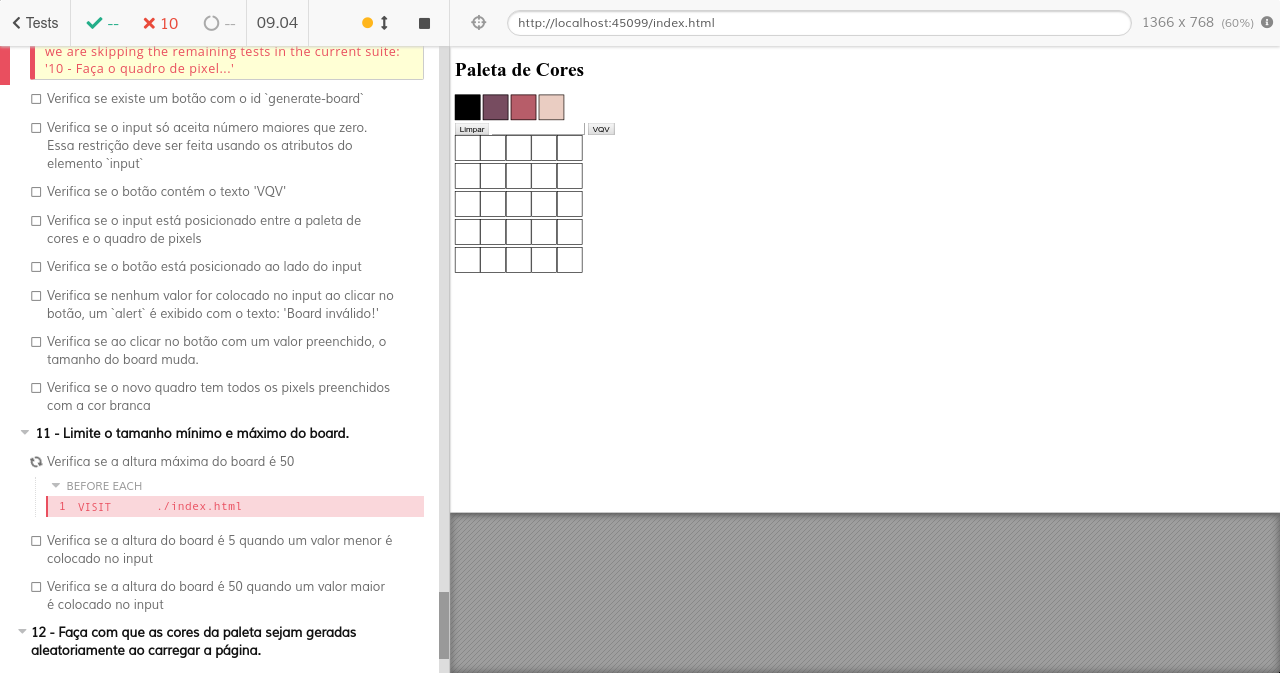 Tests
--
10
--
09.04
http://localhost:45099/index.html
1366 x 768 (60%)
we are skipping the remaining tests in the current suite:
'10 - Faça o quadro de pixel...'
Verifica se existe um botão com o id `generate-board`
Verifica se o input só aceita número maiores que zero.
Essa restrição deve ser feita usando os atributos do
elemento `input`
Verifica se o botão contém o texto 'VQV'
Verifica se o input está posicionado entre a paleta de
cores e o quadro de pixels
Verifica se o botão está posicionado ao lado do input
Verifica se nenhum valor for colocado no input ao clicar no
botão, um `alert` é exibido com o texto: 'Board inválido!'
Verifica se ao clicar no botão com um valor preenchido, o
tamanho do board muda.
Verifica se o novo quadro tem todos os pixels preenchidos
com a cor branca
11 - Limite o tamanho mínimo e máximo do board.
Verifica se a altura máxima do board é 50
BEFORE EACH
1 VISIT ./index.html
Verifica se a altura do board é 5 quando um valor menor é
colocado no input
Verifica se a altura do board é 50 quando um valor maior
é colocado no input
12 - Faça com que as cores da paleta sejam geradas
aleatoriamente ao carregar a página.
Paleta de Cores
Limpar
VQV